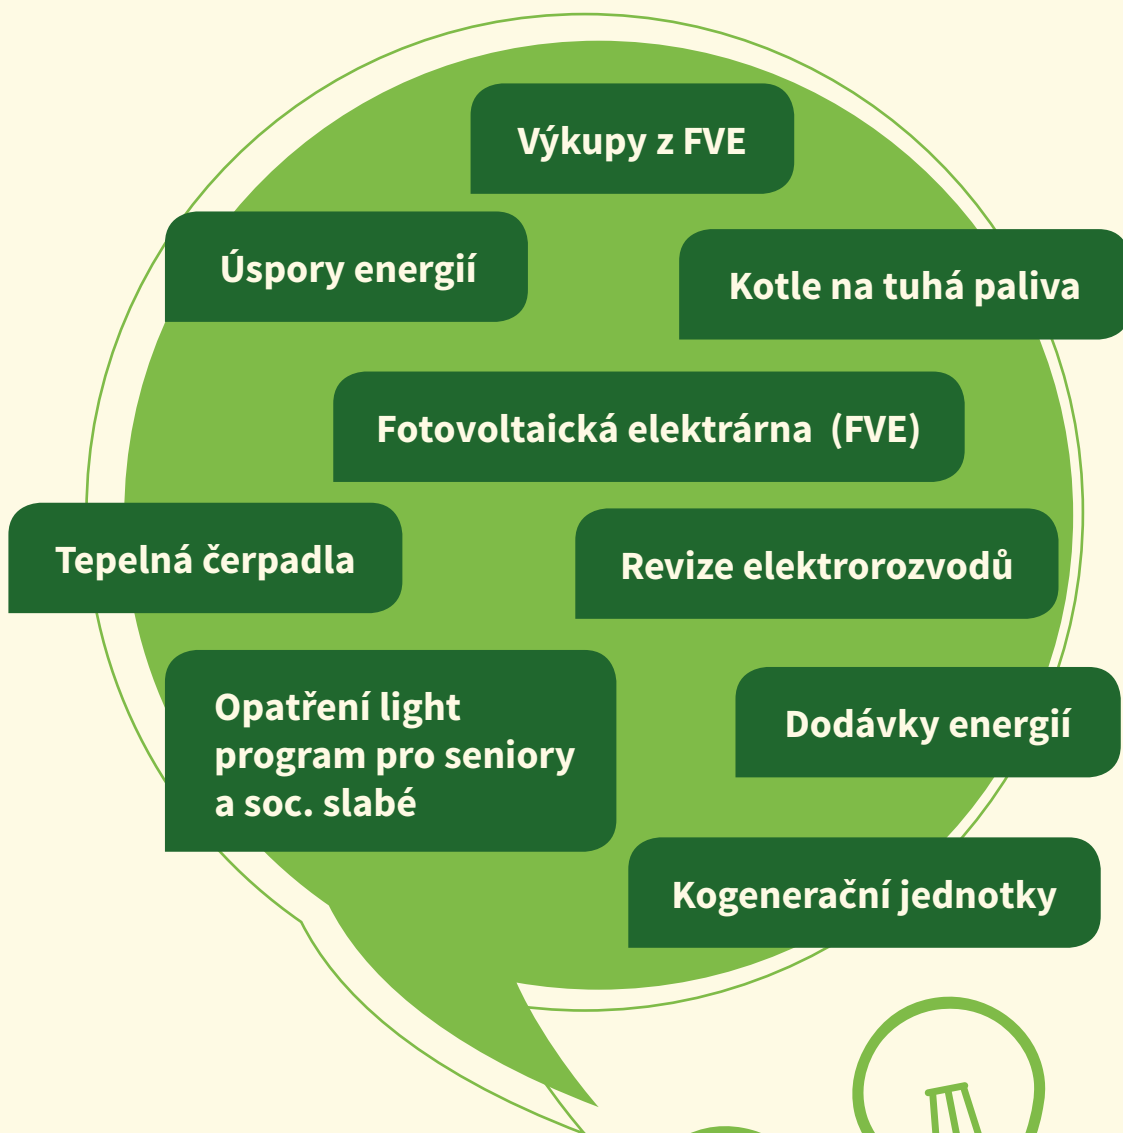 Výkupy z FVE
Úspory energií
Kotle na tuhá paliva
Fotovoltaická elektrárna (FVE)
Tepelná čerpadla
Revize elektrorozvodů
Opatření light
program pro seniory
a soc. slabé
Dodávky energií
Kogenerační jednotky